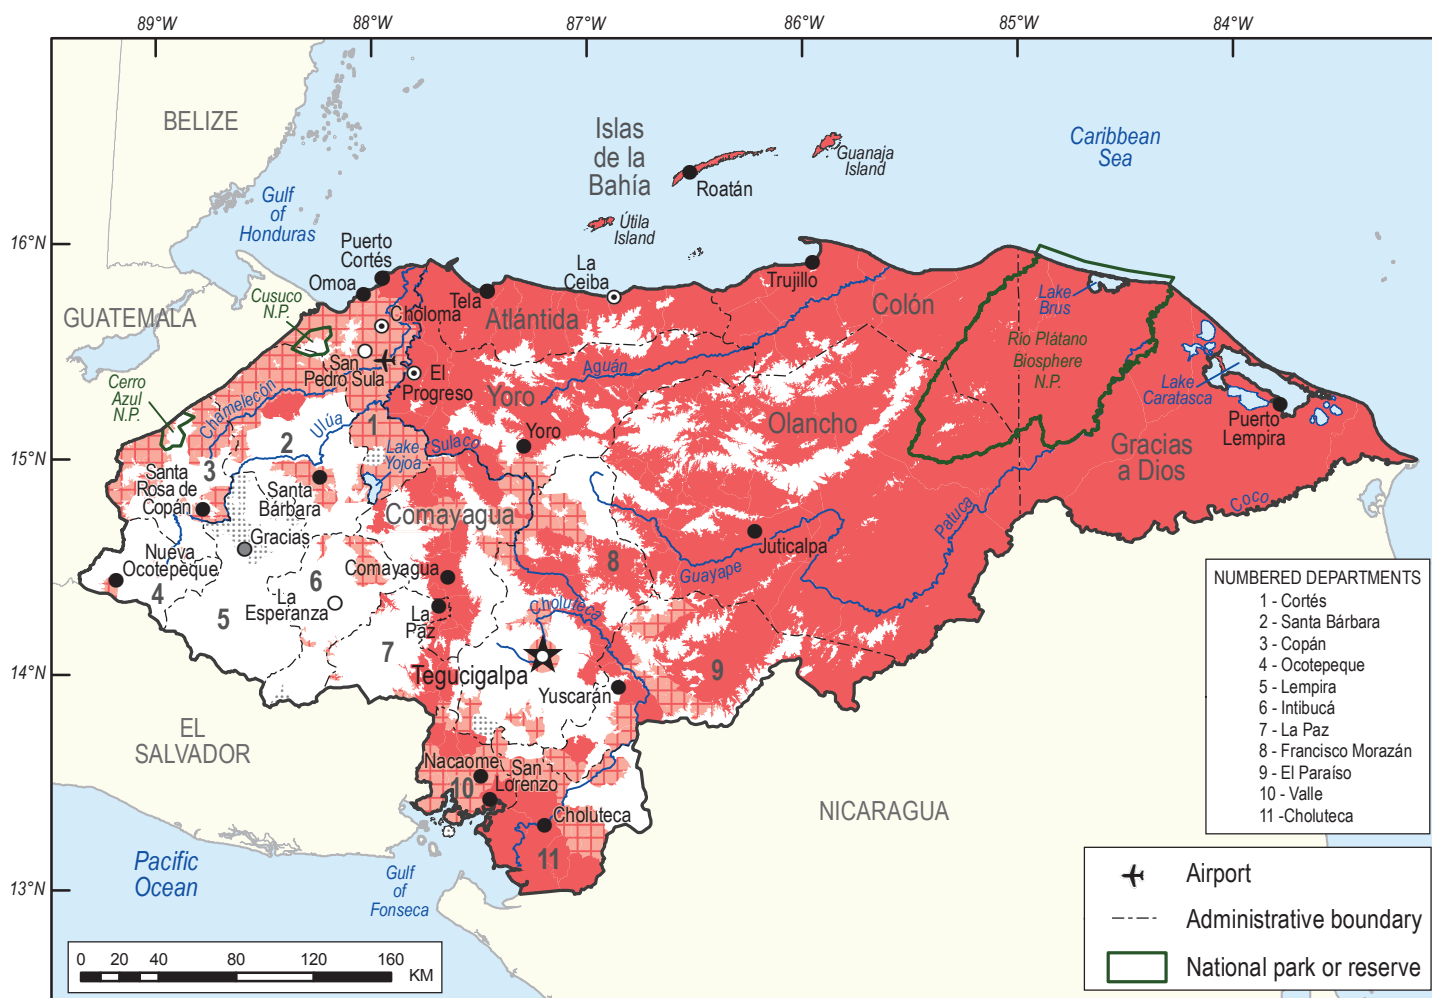 89°W 88°W 87°W 86°W 85°W 84°W
BELIZE
Islas
de la
Bahía
Guanaja
Island
Caribbean
Sea
Roatán
Gulf
of
Honduras
Útila
Island
16°N
Puerto
Cortés
Omoa
La
Ceiba
Trujillo
Tela
Cusuco
N.P.
GUATEMALA
Choloma
Atlántida
Colón
Lake
Brus
Río Plátano
Biosphere
N.P.
San
Pedro Sula
El
Progreso
Aguán
Cerro
Azul
N.P.
Chamelecón
Yoro
Lake
Caratasca
Puerto
Lempira
Olancho
Ulúa
1
2
Lake
Yojoa
Sulaco
Yoro
Gracias
a Dios
15°N
3
Santa
Rosa de
Copán
Santa
Bárbara
Comayagua
Patuca
Coco
Gracias
Juticalpa
Nueva
Ocotepeque
Comayagua
8
Guayape
6
4
La
Esperanza
5
La
Paz
Choluteca
7
14°N
Tegucigalpa
Yuscarán
9
EL
SALVADOR
Nacaome
San
Lorenzo
10
Choluteca
NICARAGUA
11
Pacific
Ocean
Gulf
of
Fonseca
13°N
NUMBERED DEPARTMENTS
1 - Cortés
2 - Santa Bárbara
3 - Copán
4 - Ocotepeque
5 - Lempira
6 - Intibucá
7 - La Paz
8 - Francisco Morazán
9 - El Paraíso
10 - Valle
11 -Choluteca
Airport
Administrative boundary
National park or reserve
0 20 40 80 120 160
KM